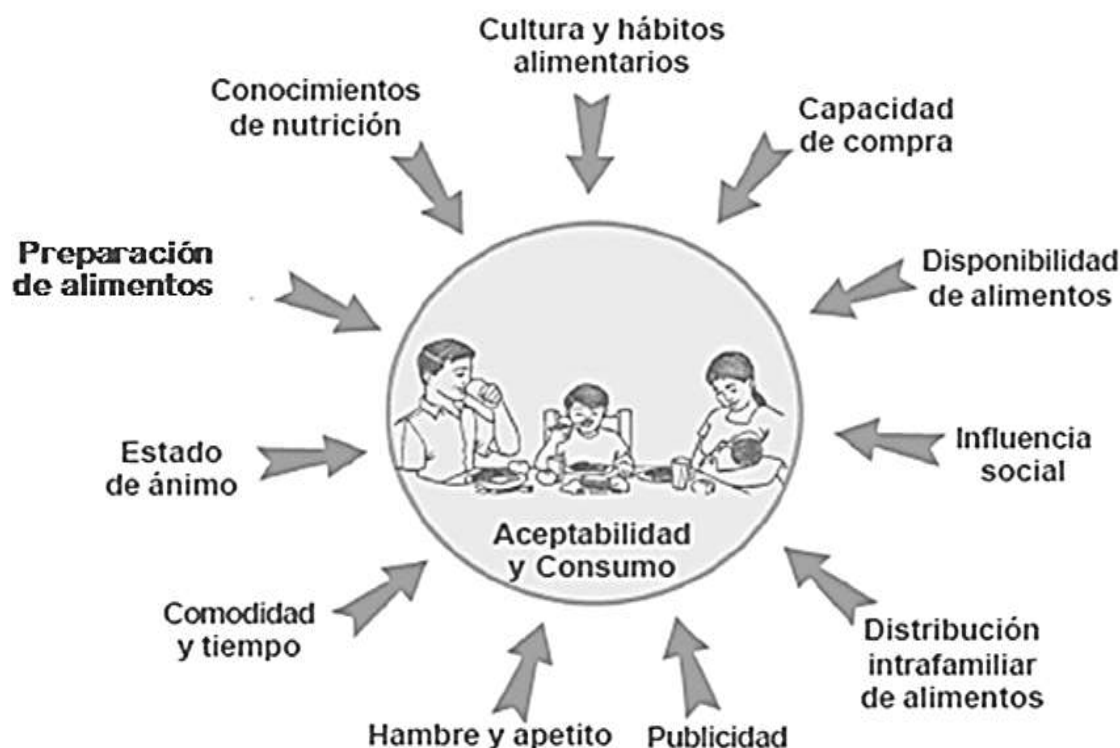 Cultura y hábitos
alimentarios
Conocimientos
de nutrición
Capacidad
de compra
Preparación
de alimentos
Disponibilidad
de alimentos
Estado
de ánimo
Influencia
social
Aceptabilidad
y Consumo
Comodidad
y tiempo
Distribución
intrafamiliar
de alimentos
Hambre y apetito
Publicidad